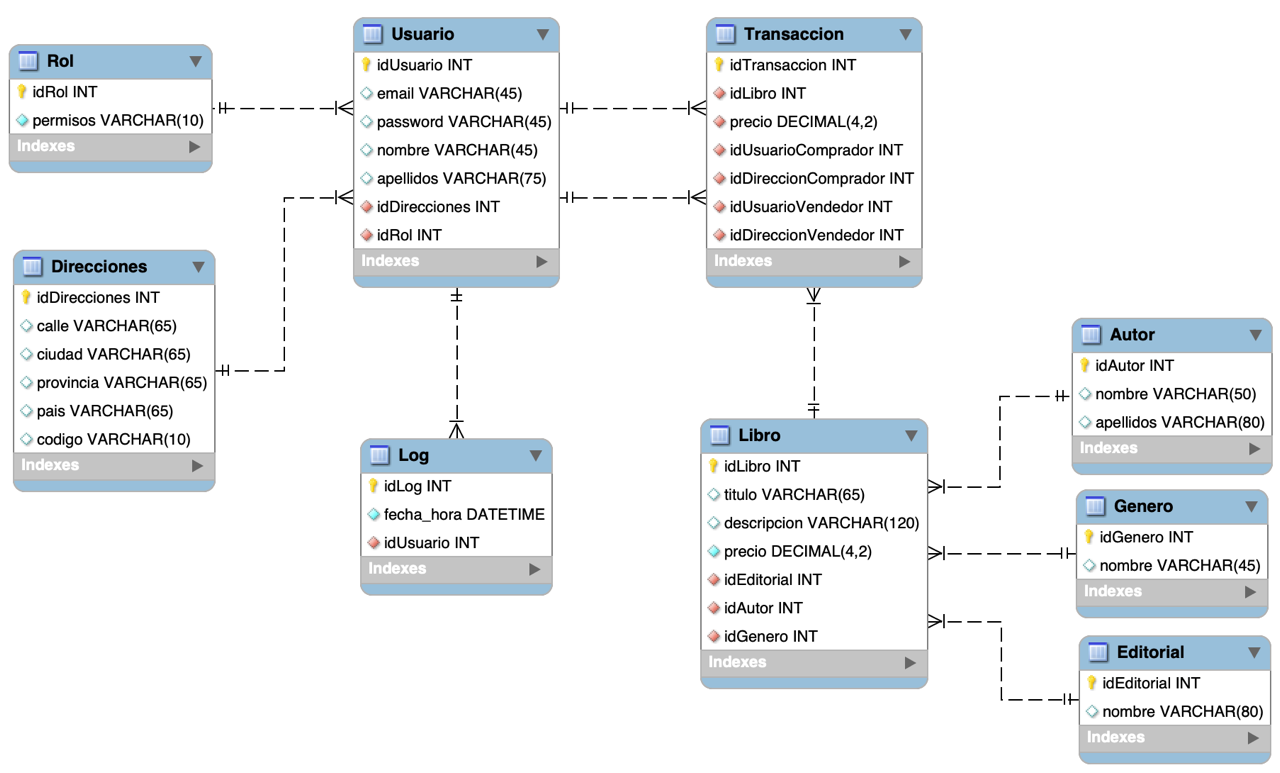 Rol
idRol INT
permisos VARCHAR(10)
Indexes
Usuario
idUsuario INT
email VARCHAR(45)
password VARCHAR(45)
nombre VARCHAR(45)
apellidos VARCHAR(75)
idDirecciones INT
idRol INT
Indexes
Transaccion
idTransaccion INT
idLibro INT
precio DECIMAL(4,2)
idUsuarioComprador INT
idDireccionComprador INT
idUsuarioVendedor INT
idDireccionVendedor INT
Indexes
Direcciones
idDirecciones INT
calle VARCHAR(65)
ciudad VARCHAR(65)
provincia VARCHAR(65)
pais VARCHAR(65)
codigo VARCHAR(10)
Indexes
Log
idLog INT
fecha_hora DATETIME
idUsuario INT
Indexes
Libro
idLibro INT
titulo VARCHAR(65)
descripcion VARCHAR(120)
precio DECIMAL(4,2)
idEditorial INT
idAutor INT
idGenero INT
Indexes
Autor
idAutor INT
nombre VARCHAR(50)
apellidos VARCHAR(80)
Indexes
Genero
idGenero INT
nombre VARCHAR(45)
Indexes
Editorial
idEditorial INT
nombre VARCHAR(80)
Indexes